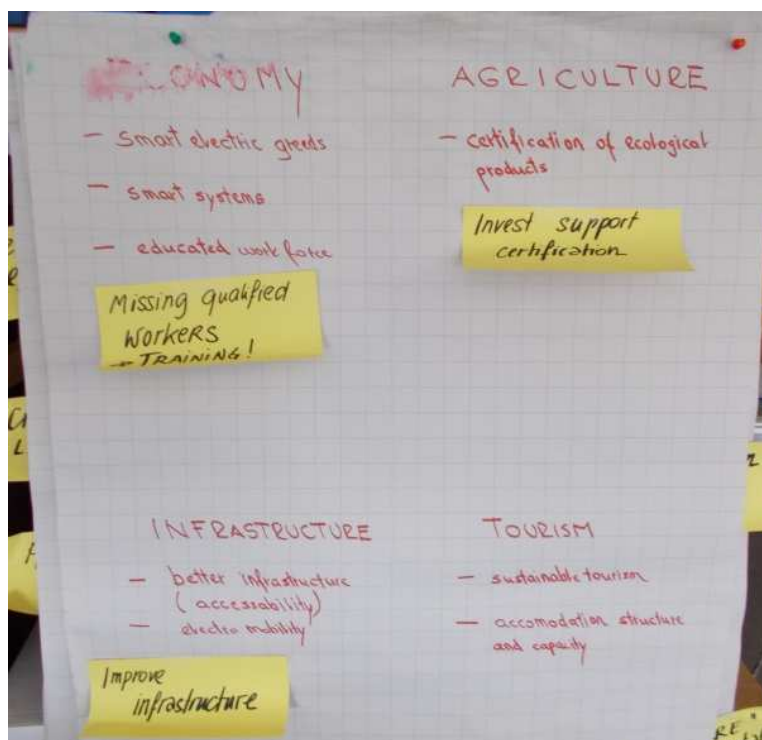 ECONOMY
- Smart electric greeds
- smart systems
- educated work force
Missing qualified
WORKERS
→ TRAINING!
AGRICULTURE
- certification of ecological
products
Invest support
certification
INFRASTRUCTURE
- better infrastructure
(accessability)
- electro mobility
Improve
infrastructure
TOURISM
- sustainable tourism
- accomodation structure
and capacity